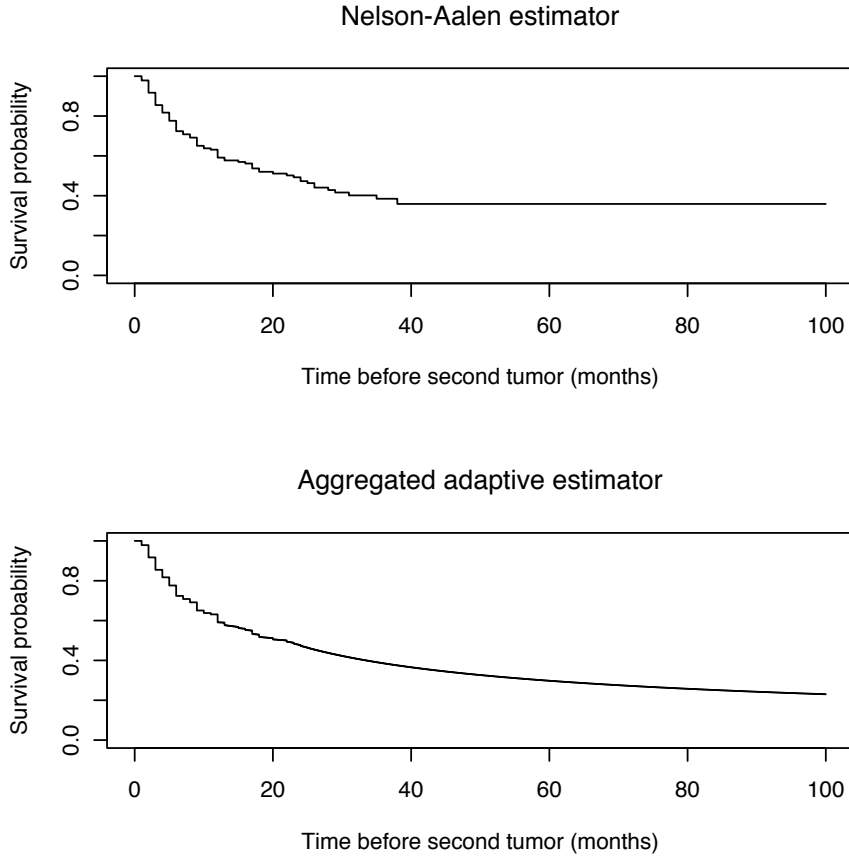 Nelson-Aalen estimator
Survival probability
0.0 0.4 0.8
0 20 40 60 80 100
Time before second tumor (months)
Aggregated adaptive estimator
Survival probability
0.0 0.4 0.8
0 20 40 60 80 100
Time before second tumor (months)